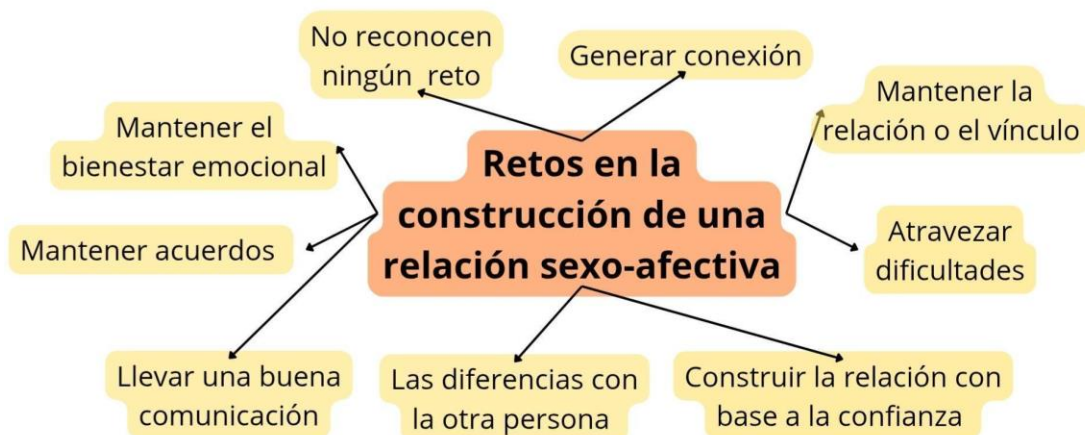 No reconocen
ningún reto
Generar conexión
Mantener la
relación o el vínculo
Mantener el
bienestar emocional
Retos en la
construcción de una
relación sexo-afectiva
Mantener acuerdos
Atravezar
dificultades
Llevar una buena
comunicación
Las diferencias con
la otra persona
Construir la relación con
base a la confianza